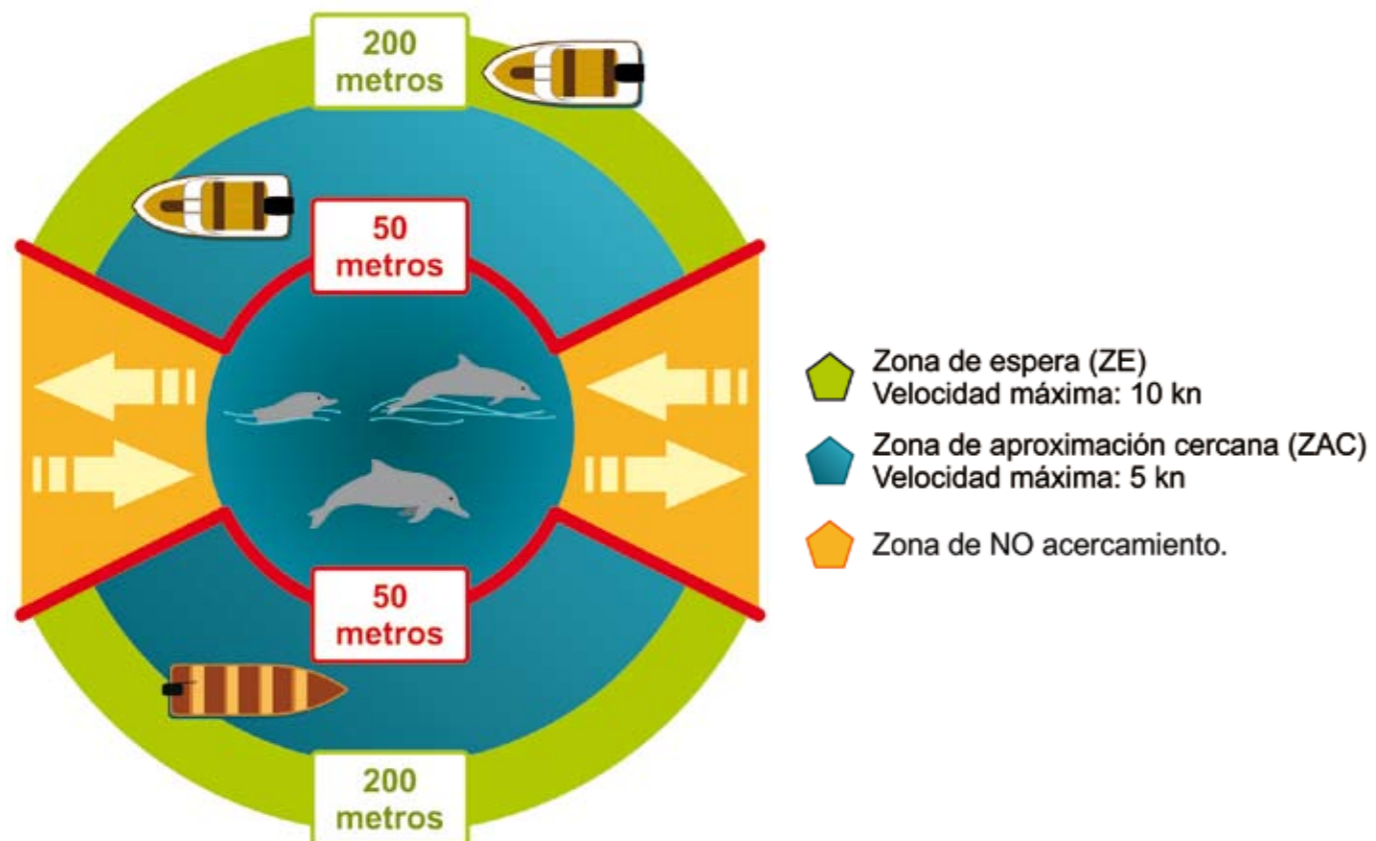 200
metros
50
metros
50
metros
200
metros
Zona de espera (ZE)
Velocidad máxima: 10 kn
Zona de aproximación cercana (ZAC)
Velocidad máxima: 5 kn
Zona de NO acercamiento.